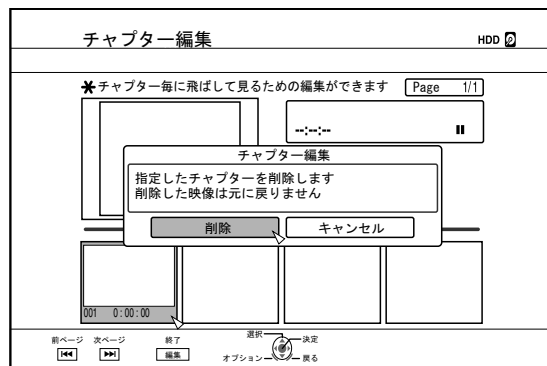 チャプター編集
HDD
✱チャプター毎に飛ばして見るための編集ができます
Page 1/1
--:--:--
チャプター編集
指定したチャプターを削除します
削除した映像は元に戻りません
削除
キャンセル
001 0:00:00
前ページ 次ページ 終了
編集
選択
決定
オプション
戻る